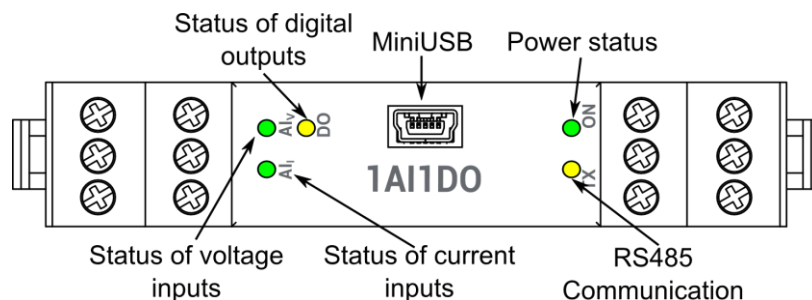 Status of digital
outputs
MiniUSB
Power status
AIV
DO
ON
AII
1AI1DO
TX
Status of voltage
inputs
Status of current
inputs
RS485
Communication